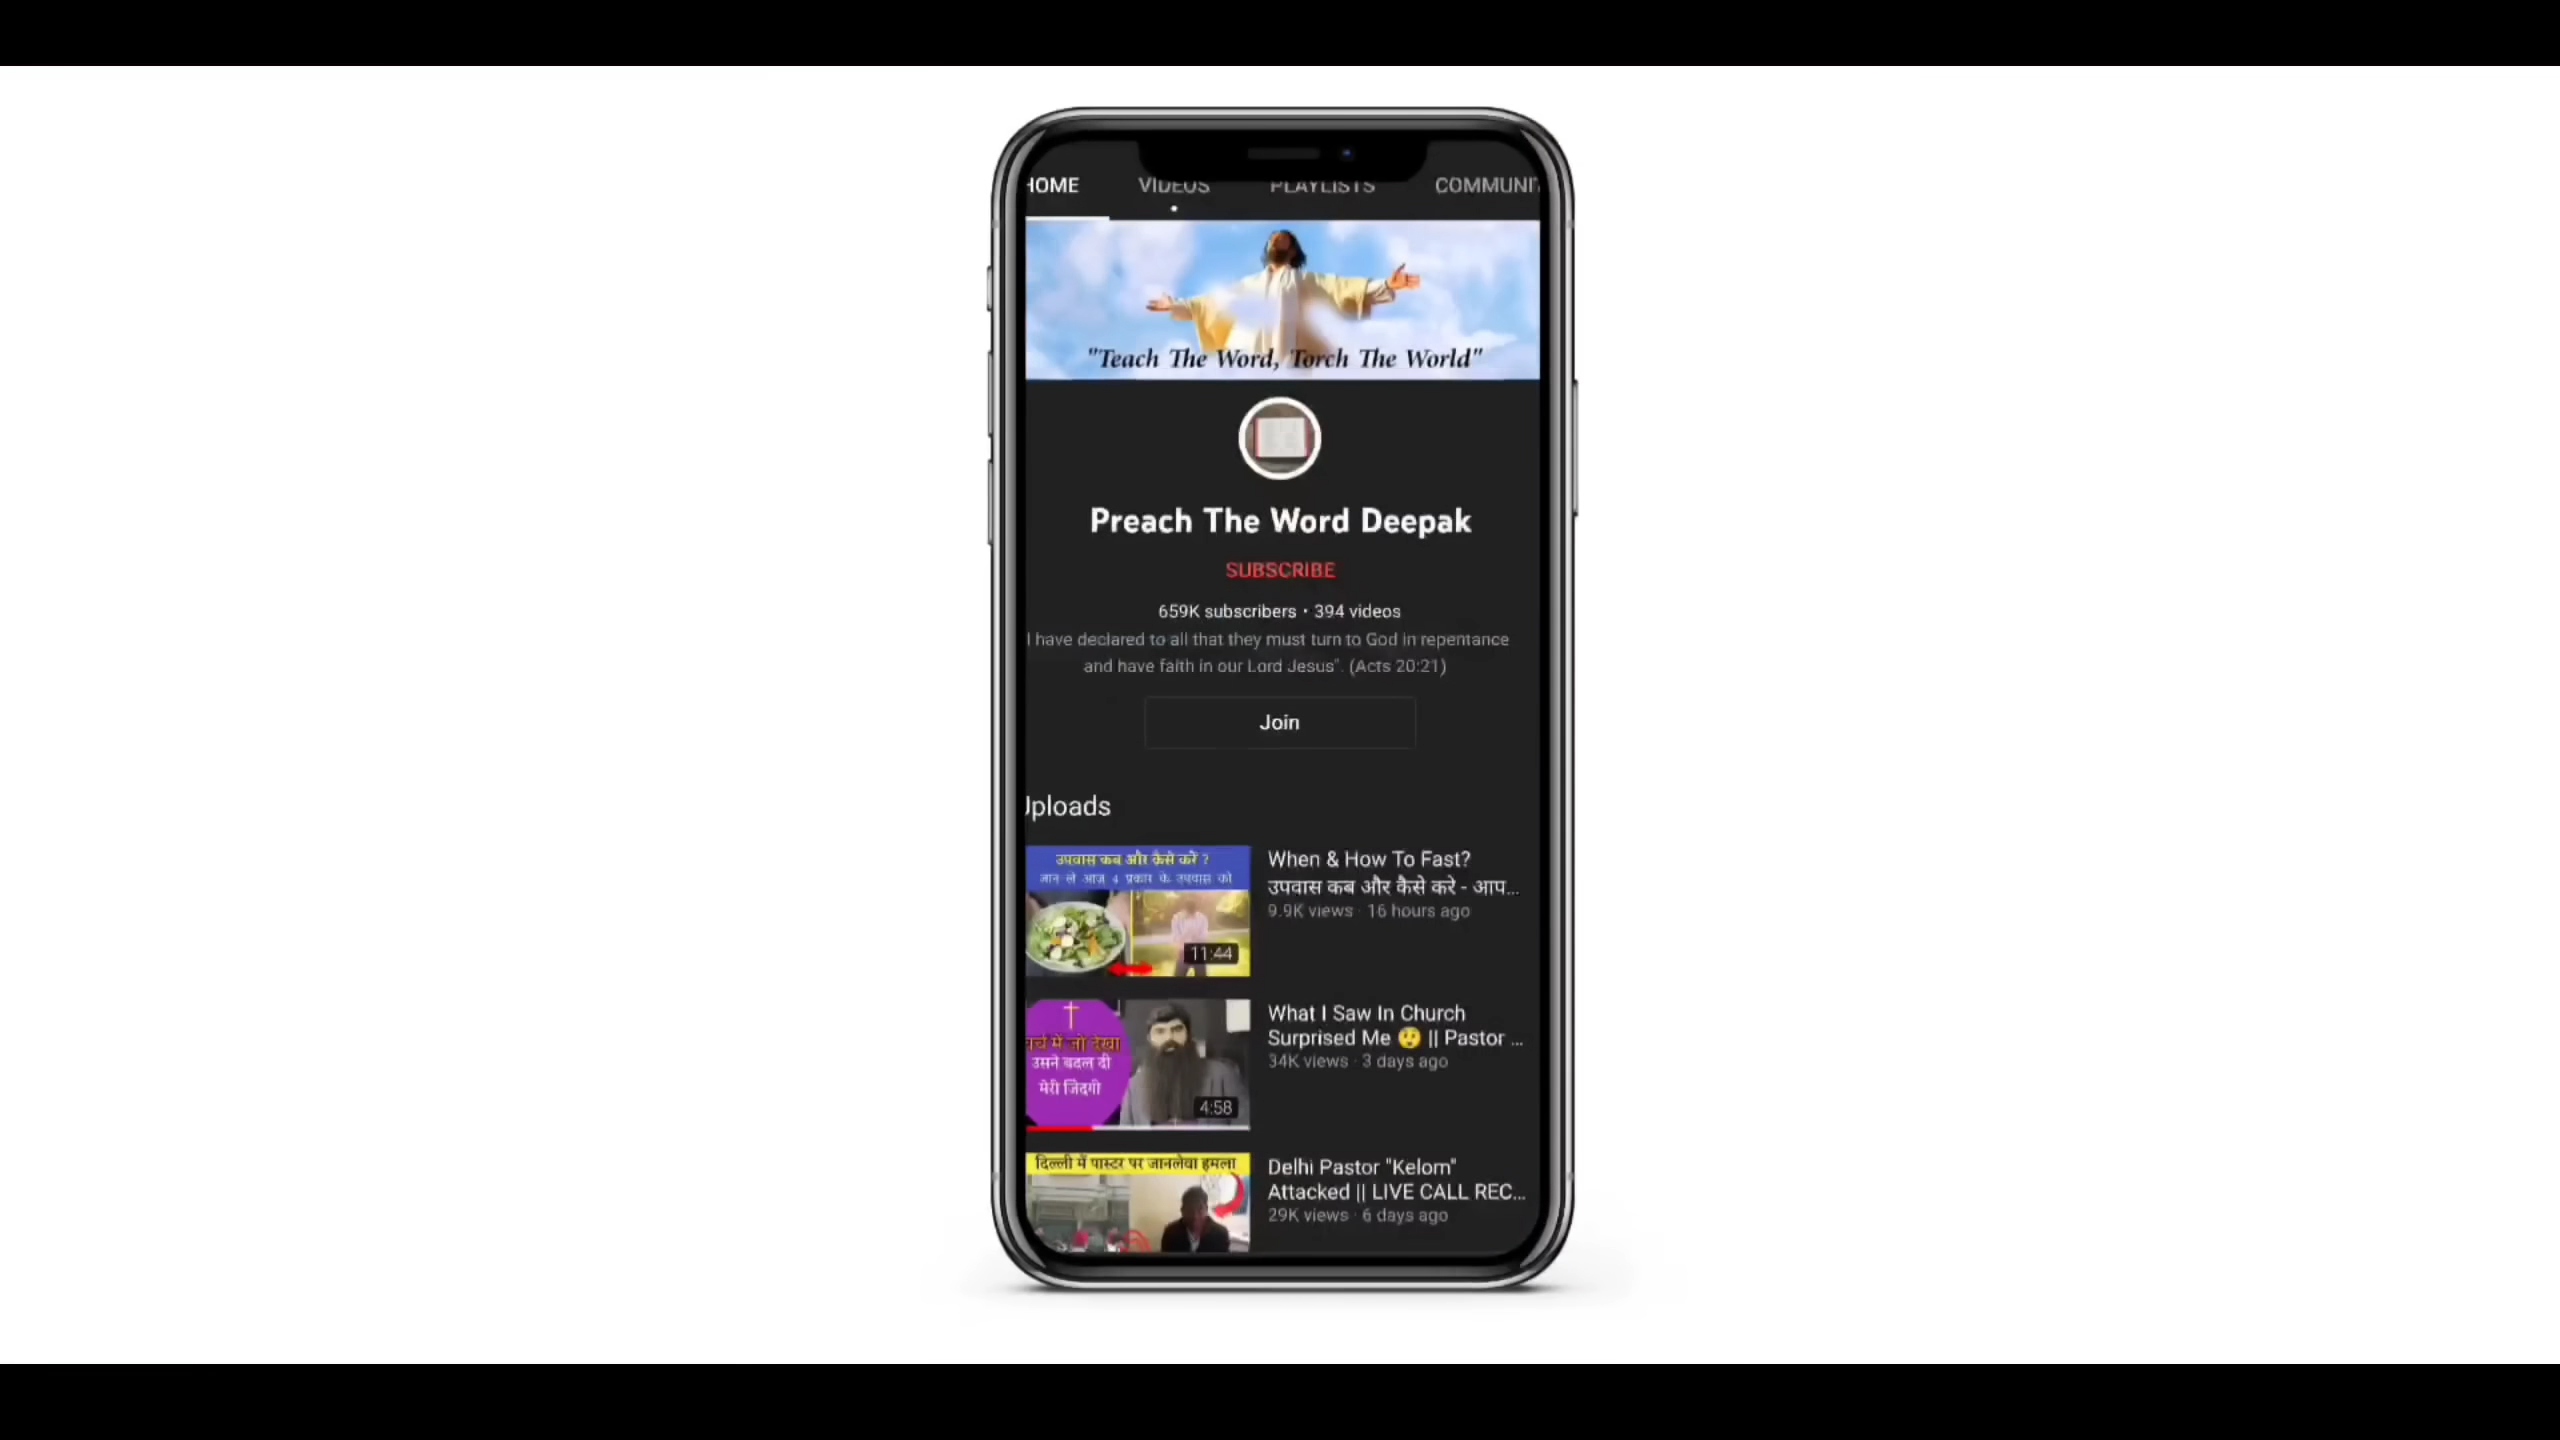 HOME VIDEOS PLAYLISTS COMMUNI
"Teach The Word, Torch The World"
Preach The Word Deepak
SUBSCRIBE
659K subscribers • 394 videos
I have declared to all that they must turn to God in repentance
and have faith in our Lord Jesus". (Acts 20:21)
Join
Uploads
उपवास कब और कैसे करें ?
जान ले आज 4 प्रकार के उपवास को
11:44
When & How To Fast?
उपवास कब और कैसे करे - आप...
9.9K views · 16 hours ago
चर्च में जो देखा
उसने बदल दी
मेरी जिंदगी
4:58
What I Saw In Church
Surprised Me 😲 || Pastor ...
34K views · 3 days ago
दिल्ली में पास्टर पर जानलेवा हमला
Delhi Pastor "Kelom"
Attacked || LIVE CALL REC...
29K views · 6 days ago